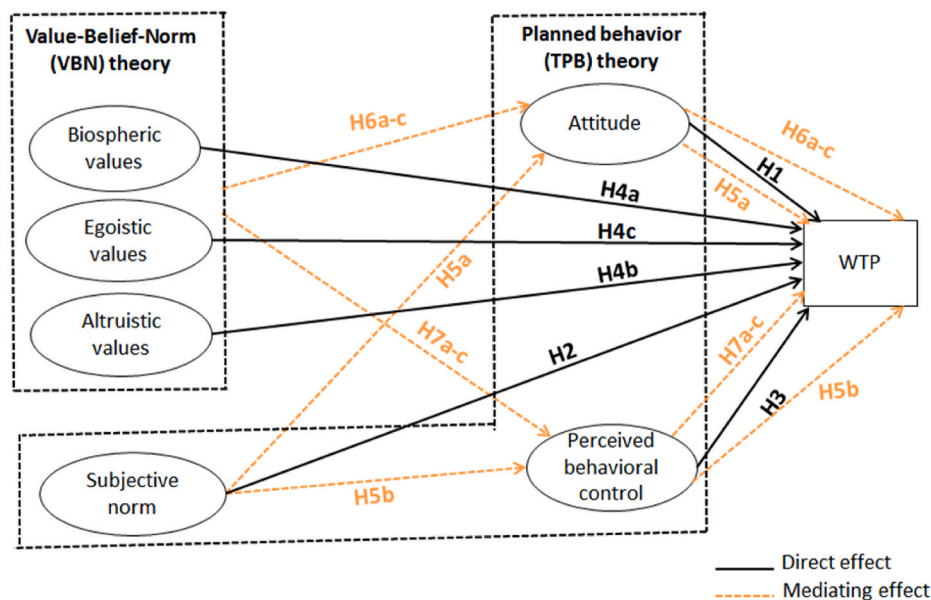 Value-Belief-Norm
(VBN) theory
Planned behavior
(TPB) theory
Biospheric
values
Egoistic
values
Altruistic
values
Subjective
norm
Attitude
Perceived
behavioral
control
WTP
H6a-c
H6a-c
H1
H5a
H4a
H4c
H4b
H5a
H7a-c
H2
H7a-c
H3
H5b
H5b
Direct effect
Mediating effect